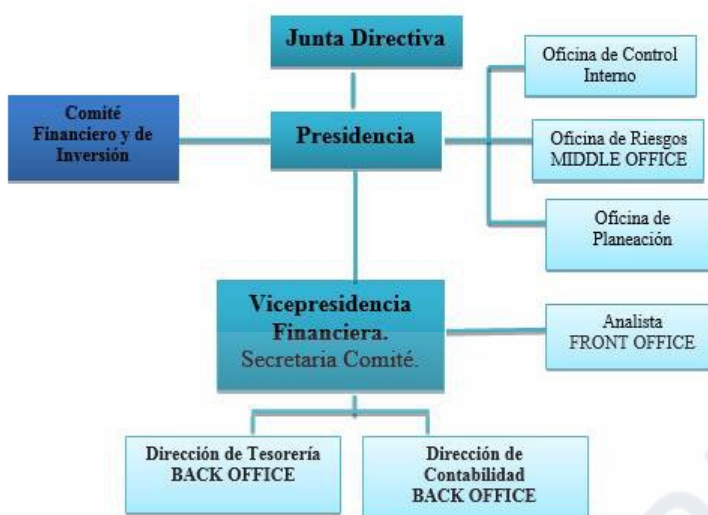 Junta Directiva
Oficina de Control
Interno
Comité
Financiero y de
Inversión
Presidencia
Oficina de Riesgos
MIDDLE OFFICE
Oficina de
Planeación
Vicepresidencia
Financiera.
Secretaria Comité.
Analista
FRONT OFFICE
Dirección de Tesorería
BACK OFFICE
Dirección de
Contabilidad
BACK OFFICE